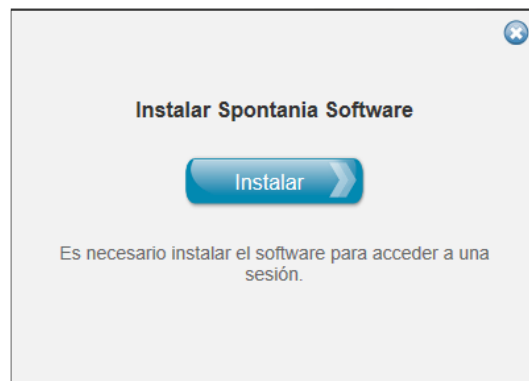 Instalar Spontania Software
Instalar
Es necesario instalar el software para acceder a una
sesión.